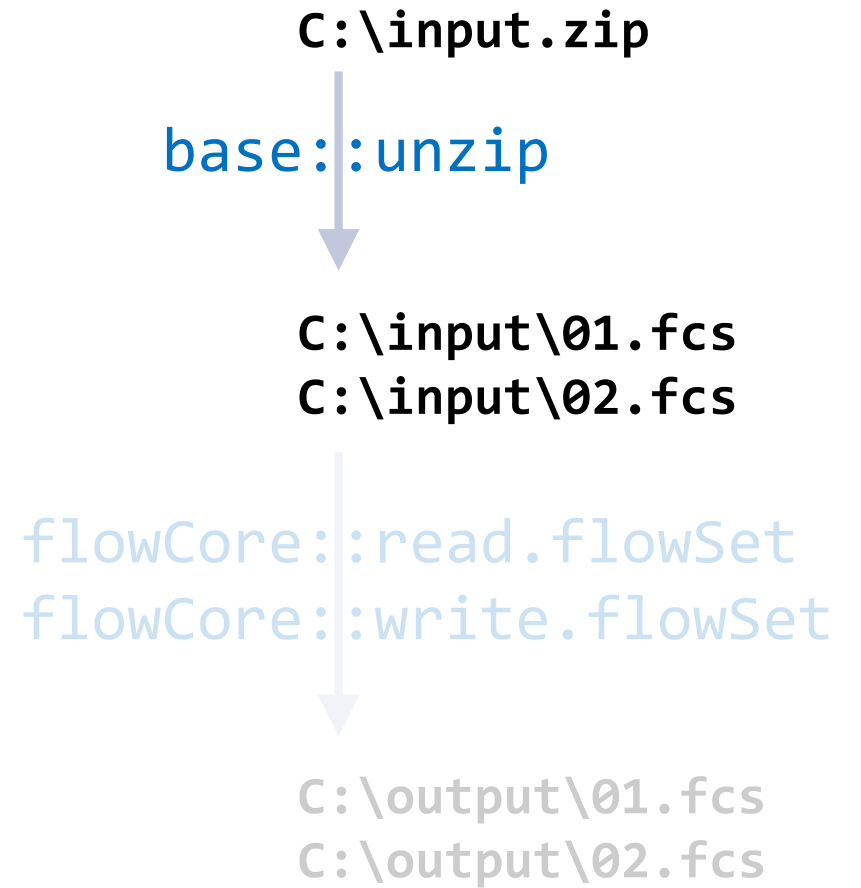 C:\input.zip
base::unzip
C:\input\01.fcs
C:\input\02.fcs
flowCore::read.flowSet
flowCore::write.flowSet
C:\output\01.fcs
C:\output\02.fcs